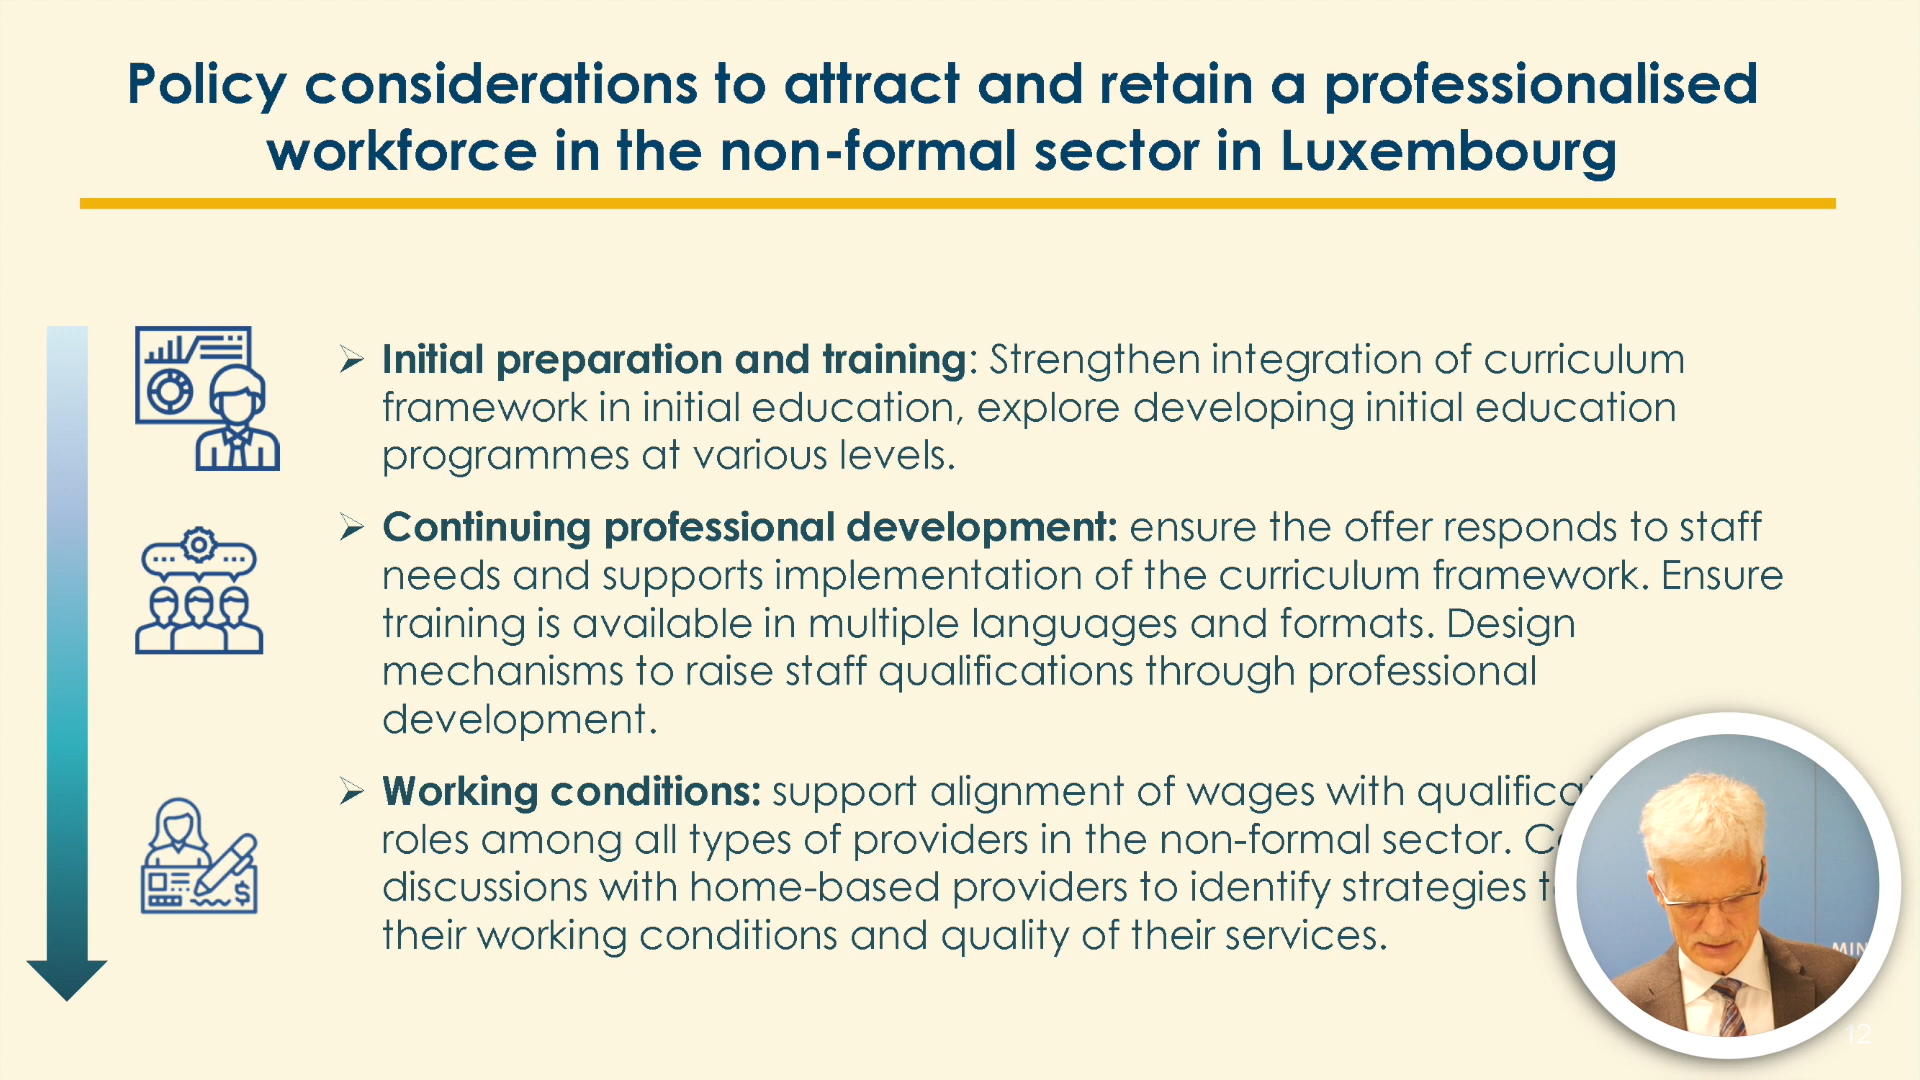 Policy considerations to attract and retain a professionalised
workforce in the non-formal sector in Luxembourg
➢ Initial preparation and training: Strengthen integration of curriculum
framework in initial education, explore developing initial education
programmes at various levels.
➢ Continuing professional development: ensure the offer responds to staff
needs and supports implementation of the curriculum framework. Ensure
training is available in multiple languages and formats. Design
mechanisms to raise staff qualifications through professional
development.
➢ Working conditions: support alignment of wages with
roles among all types of providers in the non-formal sector.
discussions with home-based providers to identify strategies
their working conditions and quality of their services.
MIN
12